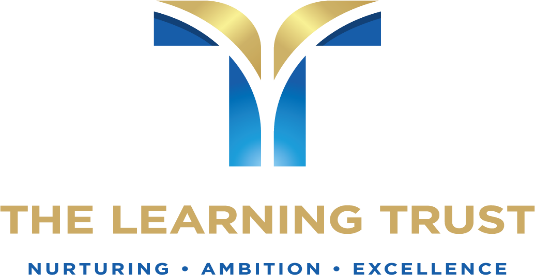 THE LEARNING TRUST
NURTURING • AMBITION • EXCELLENCE